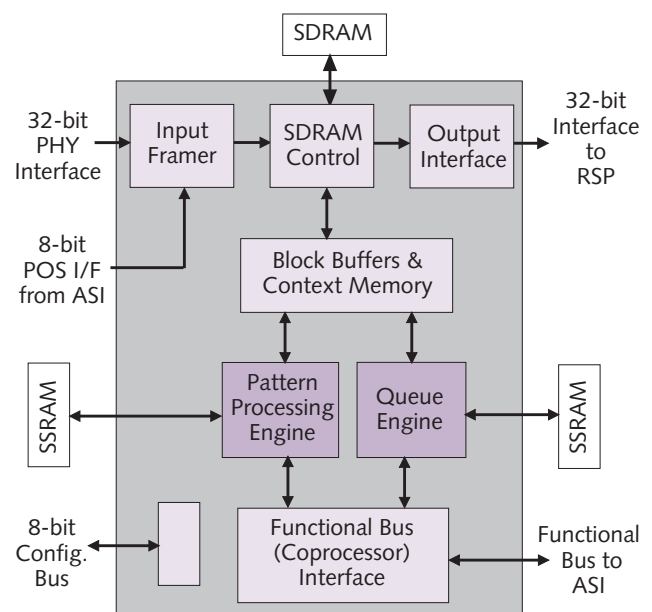 SDRAM
32-bit
PHY
Interface
Input
Framer
SDRAM
Control
Output
Interface
32-bit
Interface
to
RSP
8-bit
POS I/F
from ASI
Block Buffers &
Context Memory
SSRAM
Pattern
Processing
Engine
Queue
Engine
SSRAM
8-bit
Config.
Bus
Functional Bus
(Coprocessor)
Interface
Functional
Bus to
ASI